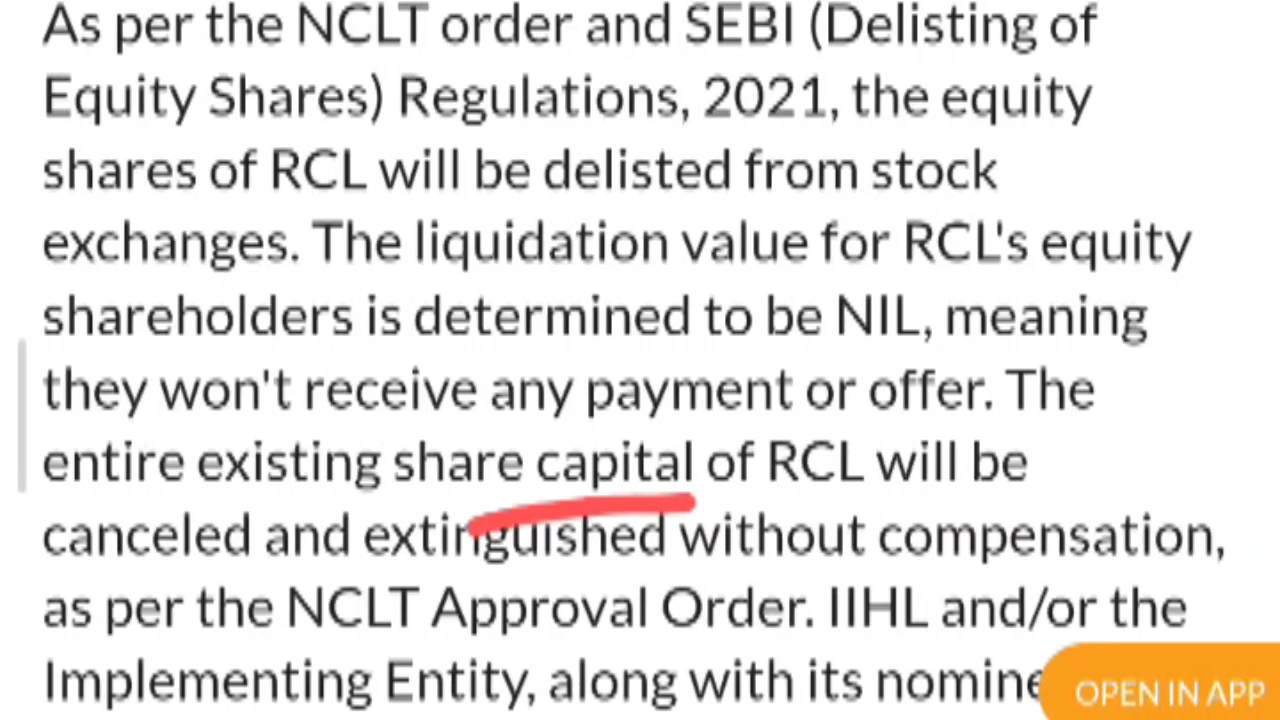 As per the NCLT order and SEBI (Delisting of
Equity Shares) Regulations, 2021, the equity
shares of RCL will be delisted from stock
exchanges. The liquidation value for RCL's equity
shareholders is determined to be NIL, meaning
they won't receive any payment or offer. The
entire existing share capital of RCL will be
canceled and extinguished without compensation,
as per the NCLT Approval Order. IIHL and/or the
Implementing Entity, along with its
OPEN IN APP